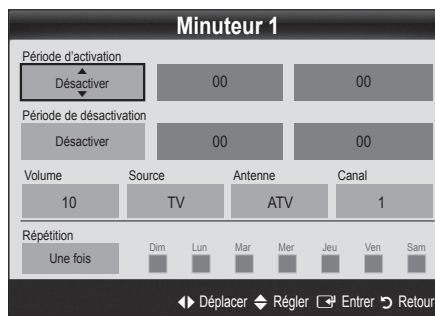 Minuteur 1
Période d'activation
Désactiver 00 00
Période de désactivation
Désactiver 00 00
Volume Source Antenne Canal
10 TV ATV 1
Répétition
Dim Lun Mar Mer Jeu Ven Sam
Une fois
Déplacer Régler Entrer Retour